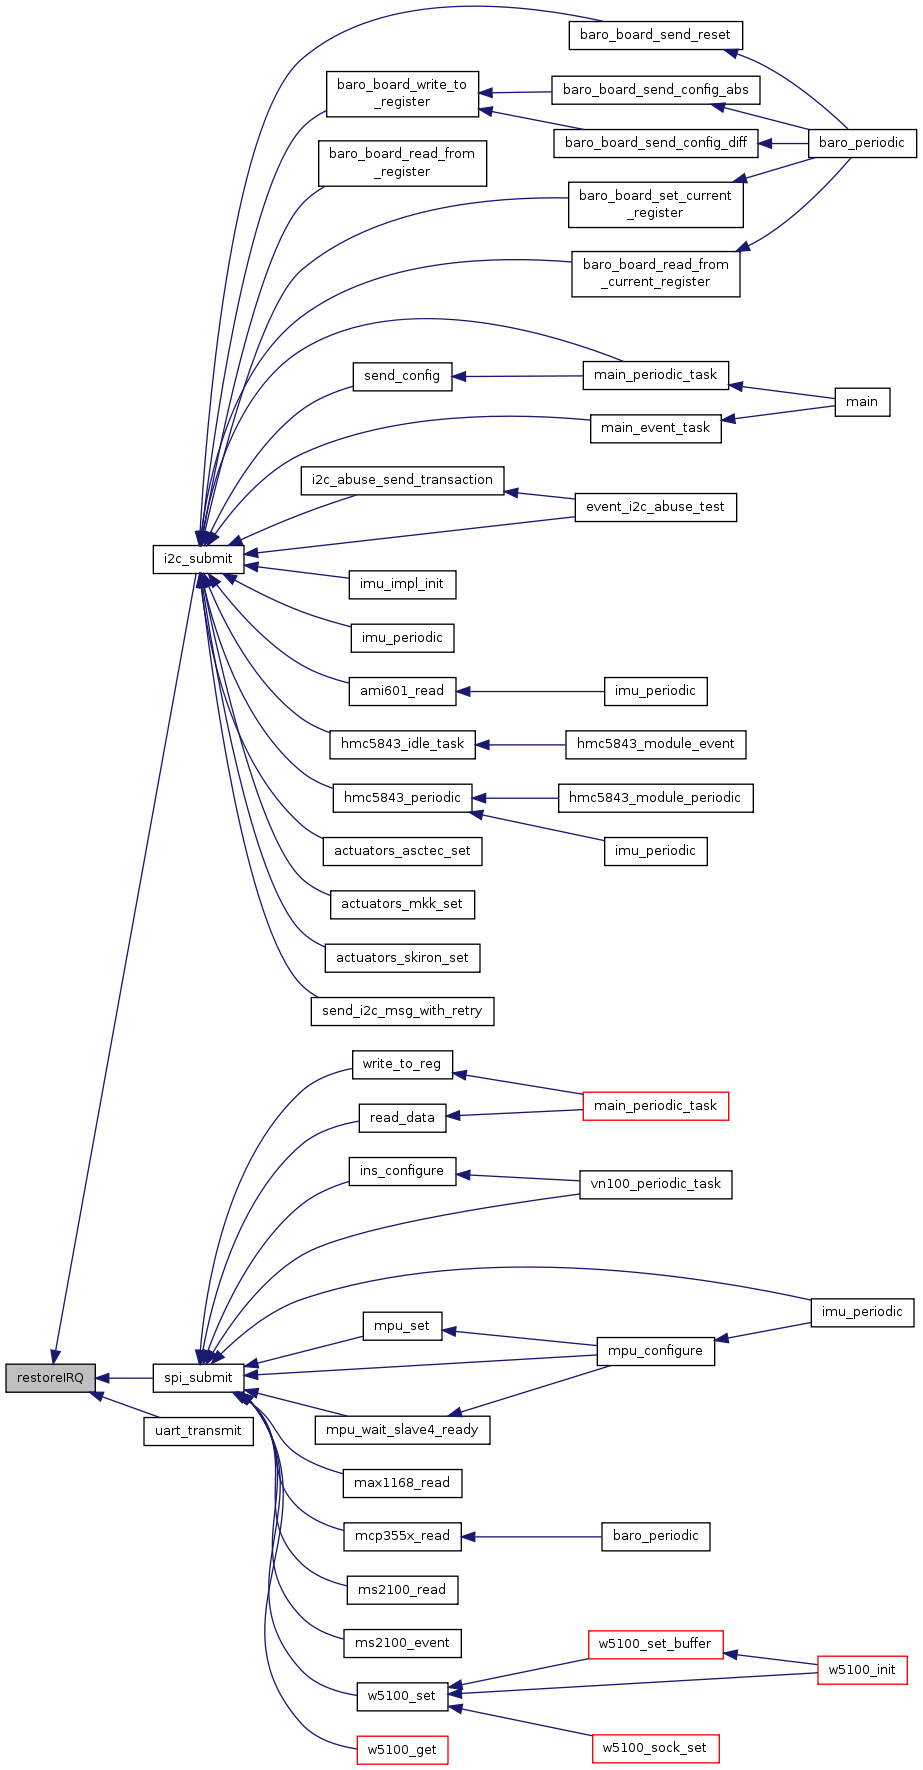 baro_board_send_reset
baro_board_write_to
_register
baro_board_send_config_abs
baro_board_send_config_diff
baro_periodic
baro_board_read_from
_register
baro_board_set_current
_register
baro_board_read_from
_current_register
send_config
main_periodic_task
main
main_event_task
i2c_abuse_send_transaction
event_i2c_abuse_test
i2c_submit
imu_impl_init
imu_periodic
ami601_read
imu_periodic
hmc5843_idle_task
hmc5843_module_event
hmc5843_periodic
hmc5843_module_periodic
imu_periodic
actuators_asctec_set
actuators_mkk_set
actuators_skiron_set
send_i2c_msg_with_retry
write_to_reg
main_periodic_task
read_data
ins_configure
vn100_periodic_task
imu_periodic
mpu_set
mpu_configure
restoreIRQ
spi_submit
uart_transmit
mpu_wait_slave4_ready
max1168_read
mcp355x_read
baro_periodic
ms2100_read
ms2100_event
w5100_set_buffer
w5100_init
w5100_set
w5100_sock_set
w5100_get